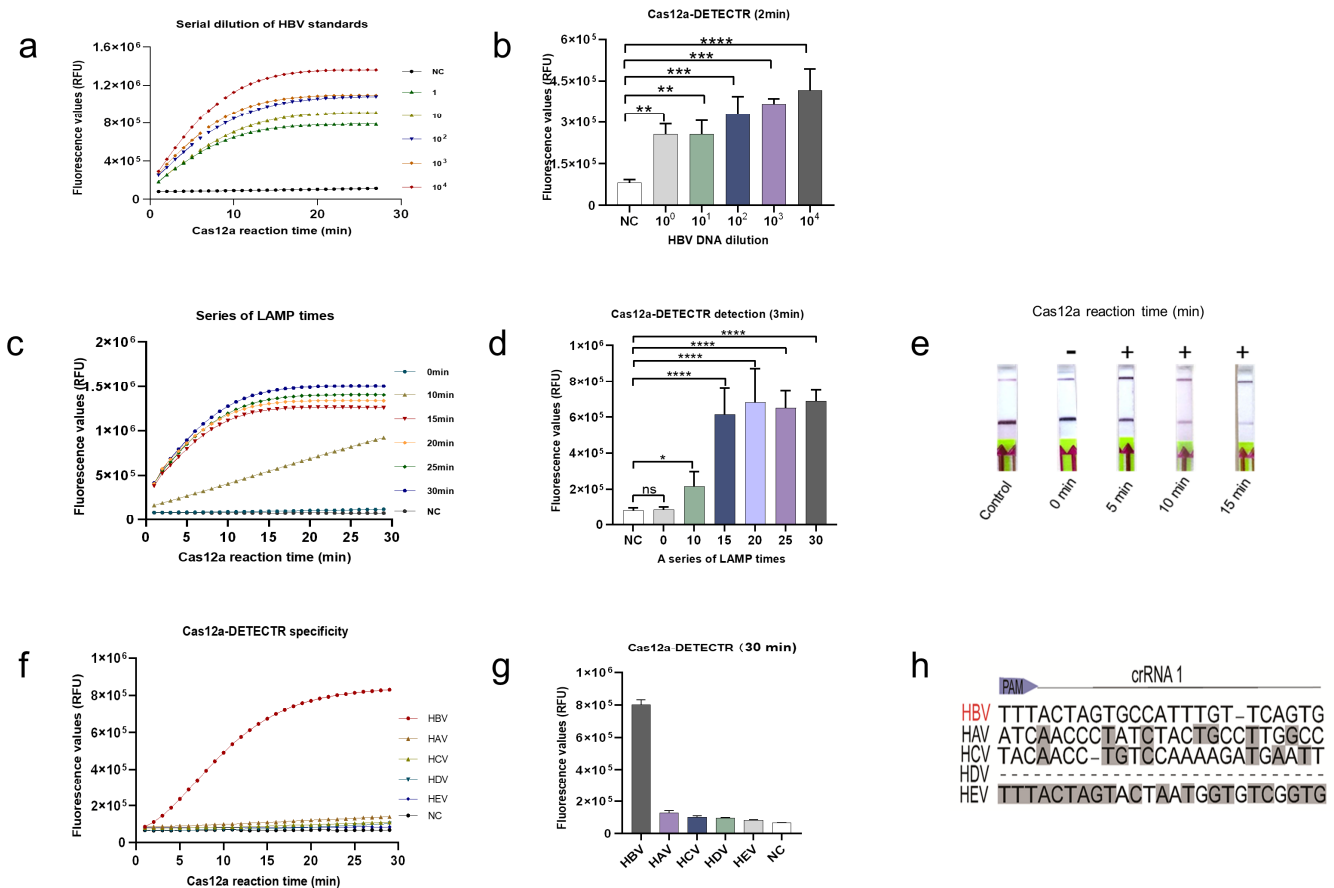 a
Serial dilution of HBV standards
Fluorescence values (RFU)
1.6×10⁶
1.2×10⁶
8×10⁵
4×10⁵
0
0 10 20 30
Cas12a reaction time (min)
NC
1
10
10²
10³
10⁴
b
Cas12a-DETECTR (2min)
Fluorescence values (RFU)
6×10⁵
4.5×10⁵
3×10⁵
1.5×10⁵
0
****
***
***
**
**
NC 10⁰ 10¹ 10² 10³ 10⁴
HBV DNA dilution
c
Series of LAMP times
Fluorescence values (RFU)
2×10⁶
1.5×10⁶
1×10⁶
5×10⁵
0
0 5 10 15 20 25 30
Cas12a reaction time (min)
0min
10min
15min
20min
25min
30min
NC
d
Cas12a-DETECTR detection (3min)
Fluorescence values (RFU)
1×10⁶
8×10⁵
6×10⁵
4×10⁵
2×10⁵
0
****
****
****
****
*
ns
NC 0 10 15 20 25 30
A series of LAMP times
e
Cas12a reaction time (min)
- + + +
Control 0 min 5 min 10 min 15 min
f
Cas12a-DETECTR specificity
Fluorescence values (RFU)
1×10⁶
8×10⁵
6×10⁵
4×10⁵
2×10⁵
0
0 5 10 15 20 25 30
Cas12a reaction time (min)
HBV
HAV
HCV
HDV
HEV
NC
g
Cas12a-DETECTR (30 min)
Fluorescence values (RFU)
1×10⁶
8×10⁵
6×10⁵
4×10⁵
2×10⁵
0
HBV HAV HCV HDV HEV NC
h
PAM crRNA 1
HBV TTTACTAGTGCCATTTGT–TCAGTG
HAV ATCAACCCTATCTACTGCCTTGGCC
HCV TACAACC–TGTCCAAAAGATGAATT
HDV -------------------------
HEV TTTACTAGTACTAATGGTGTCGGTG